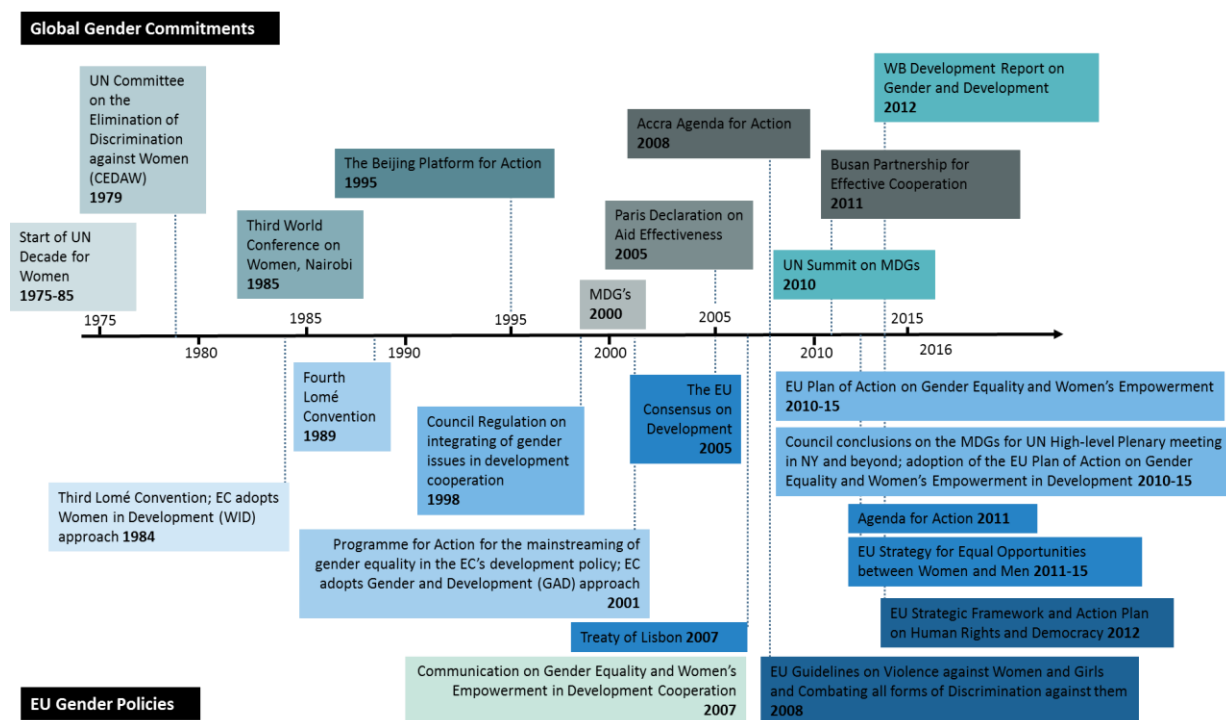 Global Gender Commitments
UN Committee
on the
Elimination of
Discrimination
against Women
(CEDAW)
1979
Start of UN
Decade for
Women
1975-85
Third World
Conference on
Women, Nairobi
1985
The Beijing Platform for Action
1995
MDG's
2000
Paris Declaration on
Aid Effectiveness
2005
Accra Agenda for Action
2008
WB Development Report on
Gender and Development
2012
Busan Partnership for
Effective Cooperation
2011
UN Summit on MDGs
2010
1975
1985
1995
2005
2015
1980
1990
2000
2010
2016
Third Lomé Convention; EC adopts
Women in Development (WID)
approach 1984
Fourth
Lomé
Convention
1989
Council Regulation on
integrating of gender
issues in development
cooperation
1998
Programme for Action for the mainstreaming of
gender equality in the EC's development policy; EC
adopts Gender and Development (GAD) approach
2001
The EU
Consensus on
Development
2005
Treaty of Lisbon 2007
Communication on Gender Equality and Women's
Empowerment in Development Cooperation
2007
EU Plan of Action on Gender Equality and Women's Empowerment
2010-15
Council conclusions on the MDGs for UN High-level Plenary meeting
in NY and beyond; adoption of the EU Plan of Action on Gender
Equality and Women's Empowerment in Development 2010-15
Agenda for Action 2011
EU Strategy for Equal Opportunities
between Women and Men 2011-15
EU Strategic Framework and Action Plan
on Human Rights and Democracy 2012
EU Guidelines on Violence against Women and Girls
and Combating all forms of Discrimination against them
2008
EU Gender Policies